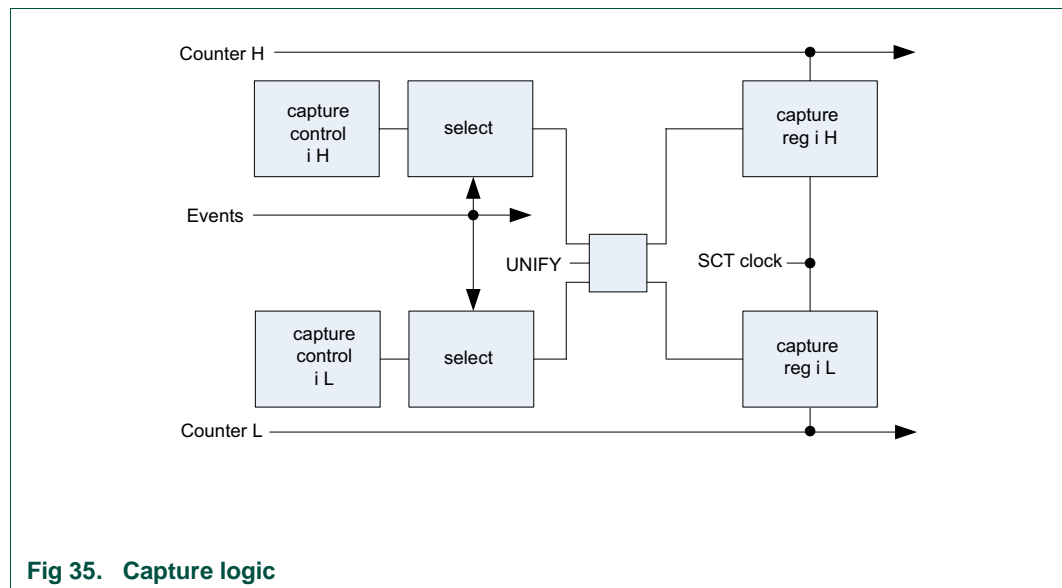 Counter H
capture
control
i H
select
capture
reg i H
Events
UNIFY
SCT clock
capture
control
i L
select
capture
reg i L
Counter L
Fig 35. Capture logic